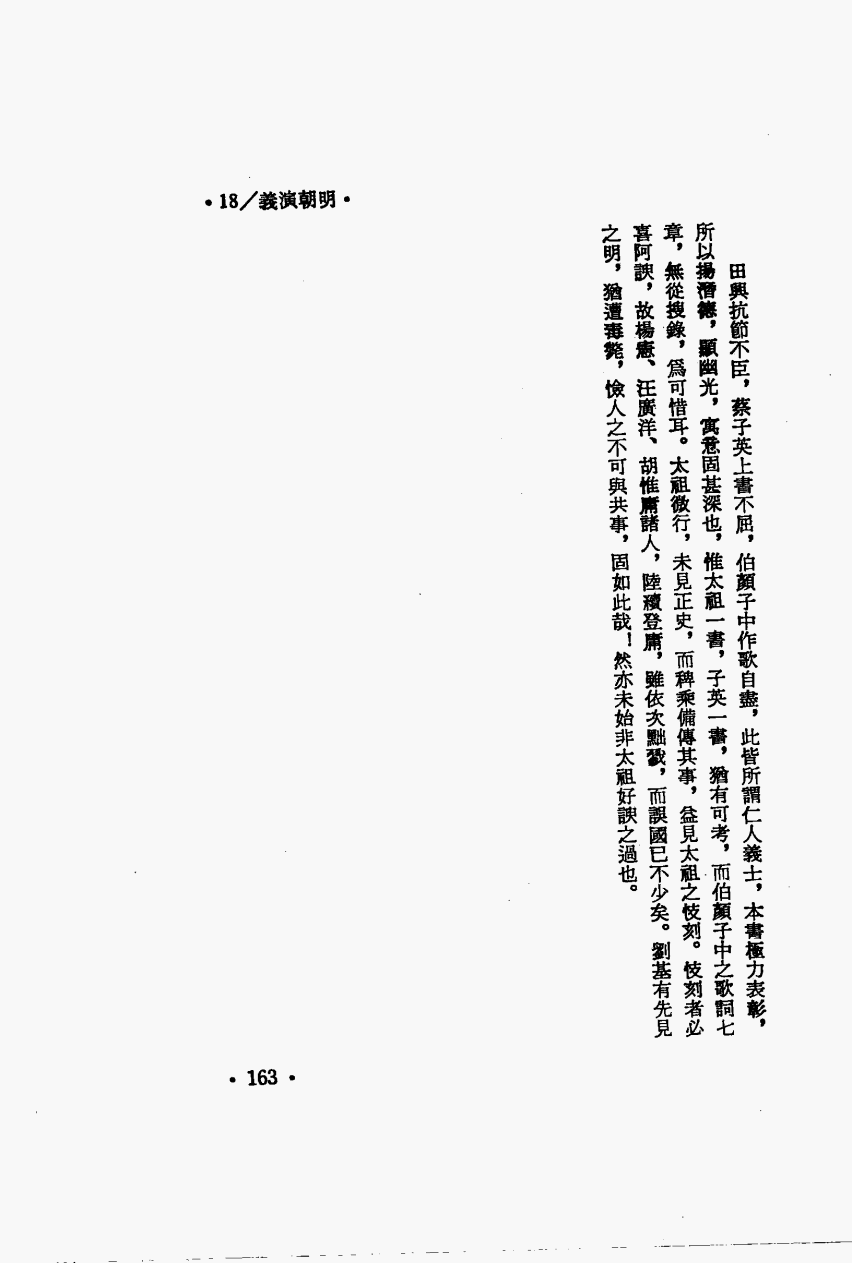 •18/義演朝明•
田興抗節不臣，蔡子英上書不屈，伯顏子中作歌自盡，此皆所謂仁人義士，本書極力表彰，
所以揚潛德，顯幽光，寓意固甚深也，惟太祖一書，子英一書，猶有可考，而伯顏子中之歌詞七
章，無從搜錄，爲可惜耳。太祖微行，未見正史，而稗乘備傳其事，益見太祖之忮刻。忮刻者必
喜阿諛，故楊憲、汪廣洋、胡惟庸諸人，陸續登庸，雖依次黜戮，而誤國已不少矣。劉基有先見
之明，猶遭毒斃，憸人之不可與共事，固如此哉！然亦未始非太祖好諛之過也。
•163•